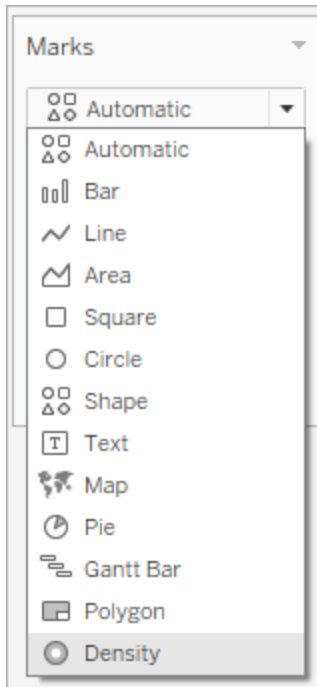 Marks
Automatic
Automatic
Bar
Line
Area
Square
Circle
Shape
T Text
Map
Pie
Gantt Bar
Polygon
Density